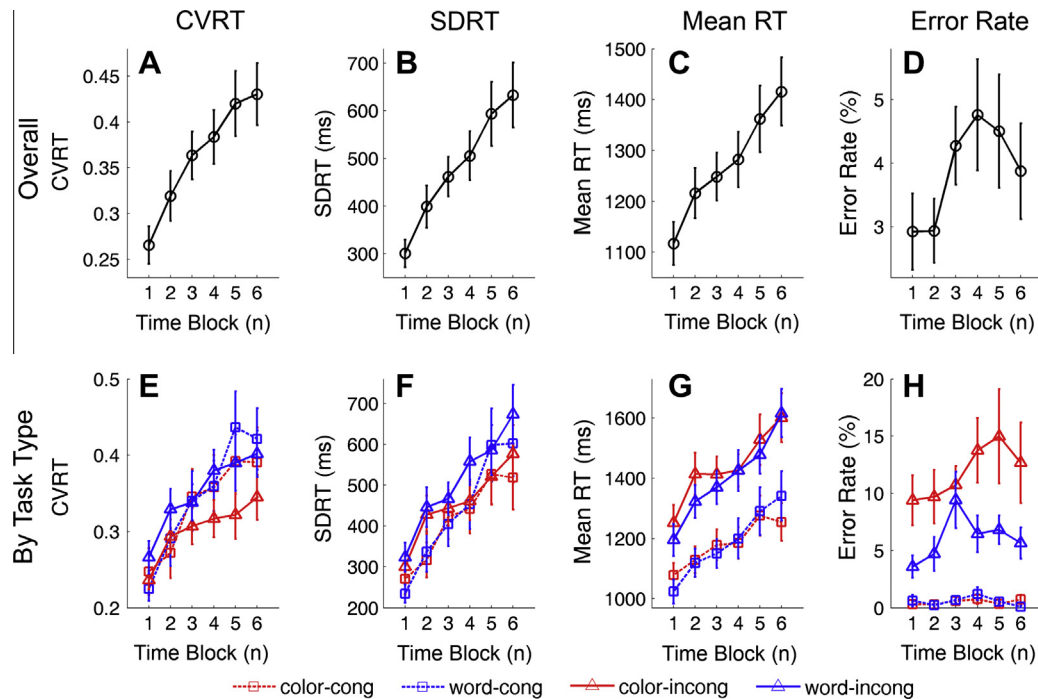 CVRT SDRT Mean RT Error Rate
Overall
A
CVRT
0.45
0.4
0.35
0.3
0.25
1 2 3 4 5 6
Time Block (n)
B
SDRT (ms)
700
600
500
400
300
1 2 3 4 5 6
Time Block (n)
C
Mean RT (ms)
1500
1400
1300
1200
1100
1 2 3 4 5 6
Time Block (n)
D
Error Rate (%)
5
4
3
1 2 3 4 5 6
Time Block (n)
By Task Type
E
CVRT
0.5
0.4
0.3
0.2
1 2 3 4 5 6
Time Block (n)
F
SDRT (ms)
700
600
500
400
300
200
1 2 3 4 5 6
Time Block (n)
G
Mean RT (ms)
1600
1400
1200
1000
1 2 3 4 5 6
Time Block (n)
H
Error Rate (%)
20
15
10
5
0
1 2 3 4 5 6
Time Block (n)
color-cong word-cong color-incong word-incong